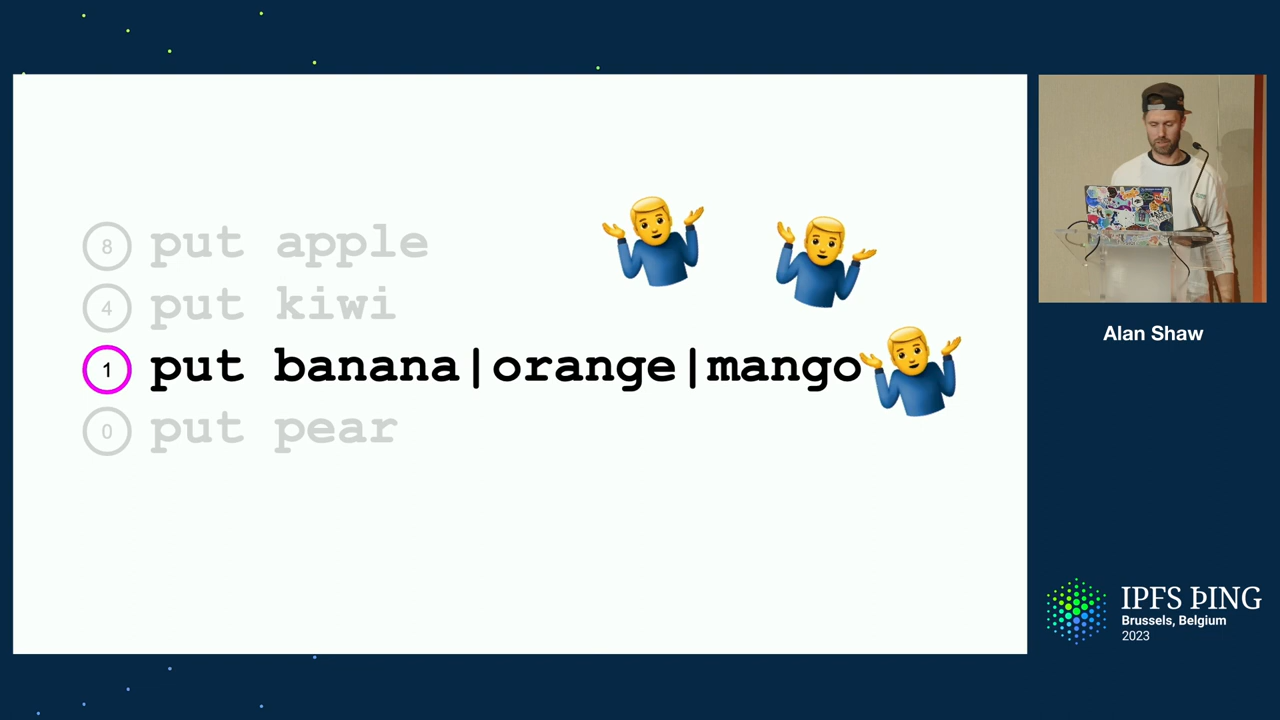 8 put apple
4 put kiwi
1 put banana|orange|mango
0 put pear
Alan Shaw
IPFS ÞING
Brussels, Belgium
2023